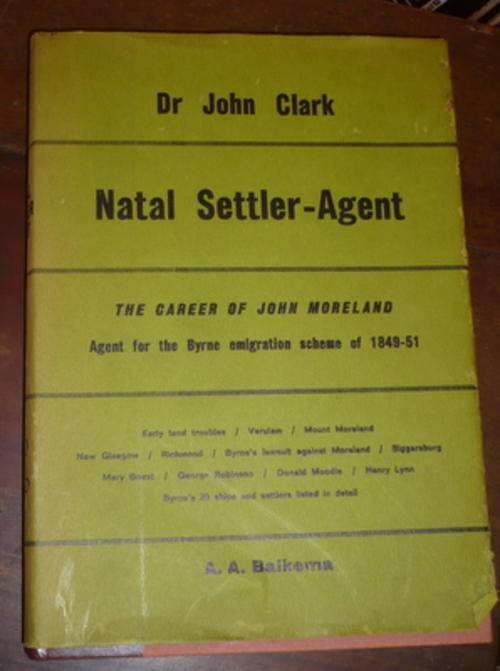 Dr John Clark
Natal Settler-Agent
THE CAREER OF JOHN MORELAND
Agent for the Byrne emigration scheme of 1849-51
Early land troubles / Verulam / Mount Moreland
New Glasgow / Richmond / Byrne's lawsuit against Moreland / Biggarsburg
Mary Boast / George Robinson / Donald Moodie / Henry Lynn
Byrne's 20 ships and settlers listed in detail
A. A. Balkema